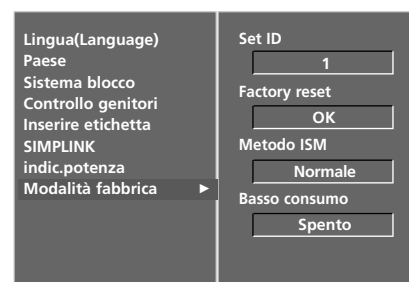 Lingua(Language)
Paese
Sistema blocco
Controllo genitori
Inserire etichetta
SIMPLINK
indic.potenza
Modalità fabbrica ►
Set ID
1
Factory reset
OK
Metodo ISM
Normale
Basso consumo
Spento